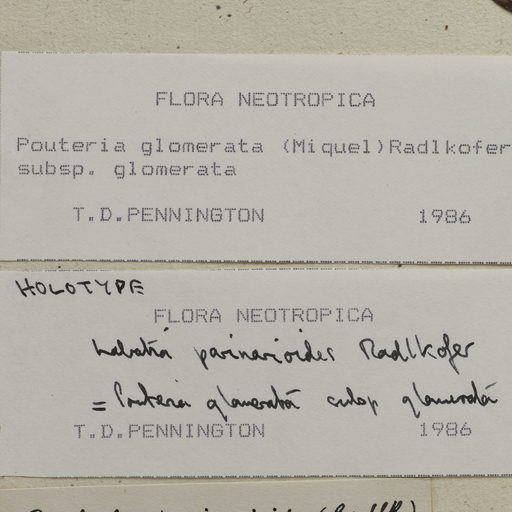 FLORA NEOTROPICA
Pouteria glomerata (Miquel)Radlkofer
subsp. glomerata
T.D.PENNINGTON 1986
HOLOTYPE
FLORA NEOTROPICA
Labatia parinarioides Radlkofer
= Pouteria glomerata subsp glomerata
T.D.PENNINGTON 1986